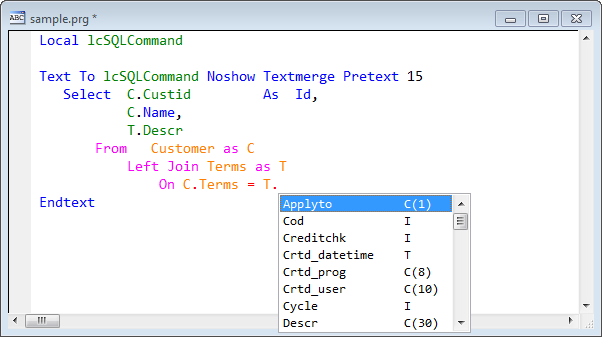 ABC sample.prg *
Local lcSQLCommand
Text To lcSQLCommand Noshow Textmerge Pretext 15
Select C.Custid As Id,
C.Name,
T.Descr
From Customer as C
Left Join Terms as T
On C.Terms = T.
Endtext
Applyto C(1)
Cod I
Creditchk I
Crtd_datetime T
Crtd_prog C(8)
Crtd_user C(10)
Cycle I
Descr C(30)